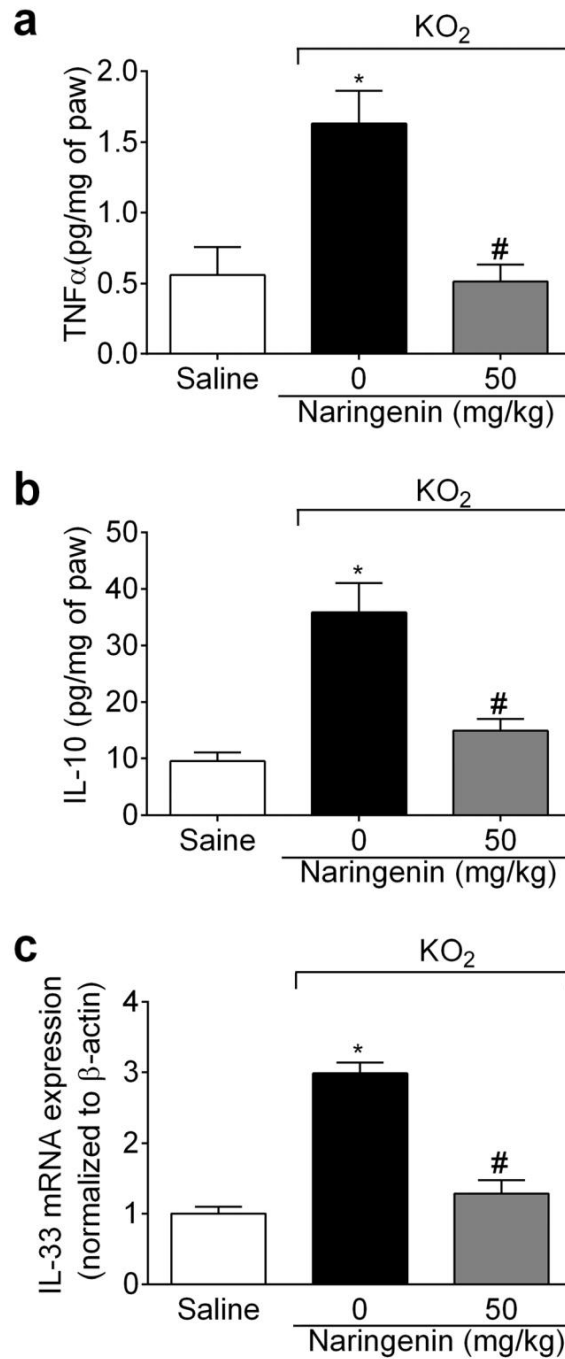 a
KO₂
TNFα(pg/mg of paw)
2.0
1.5
1.0
0.5
0.0
*
#
Saline 0 50
Naringenin (mg/kg)
b
KO₂
IL-10 (pg/mg of paw)
50
40
30
20
10
0
*
#
Saine 0 50
Naringenin (mg/kg)
c
KO₂
IL-33 mRNA expression
(normalized to β-actin)
4
3
2
1
0
*
#
Saline 0 50
Naringenin (mg/kg)